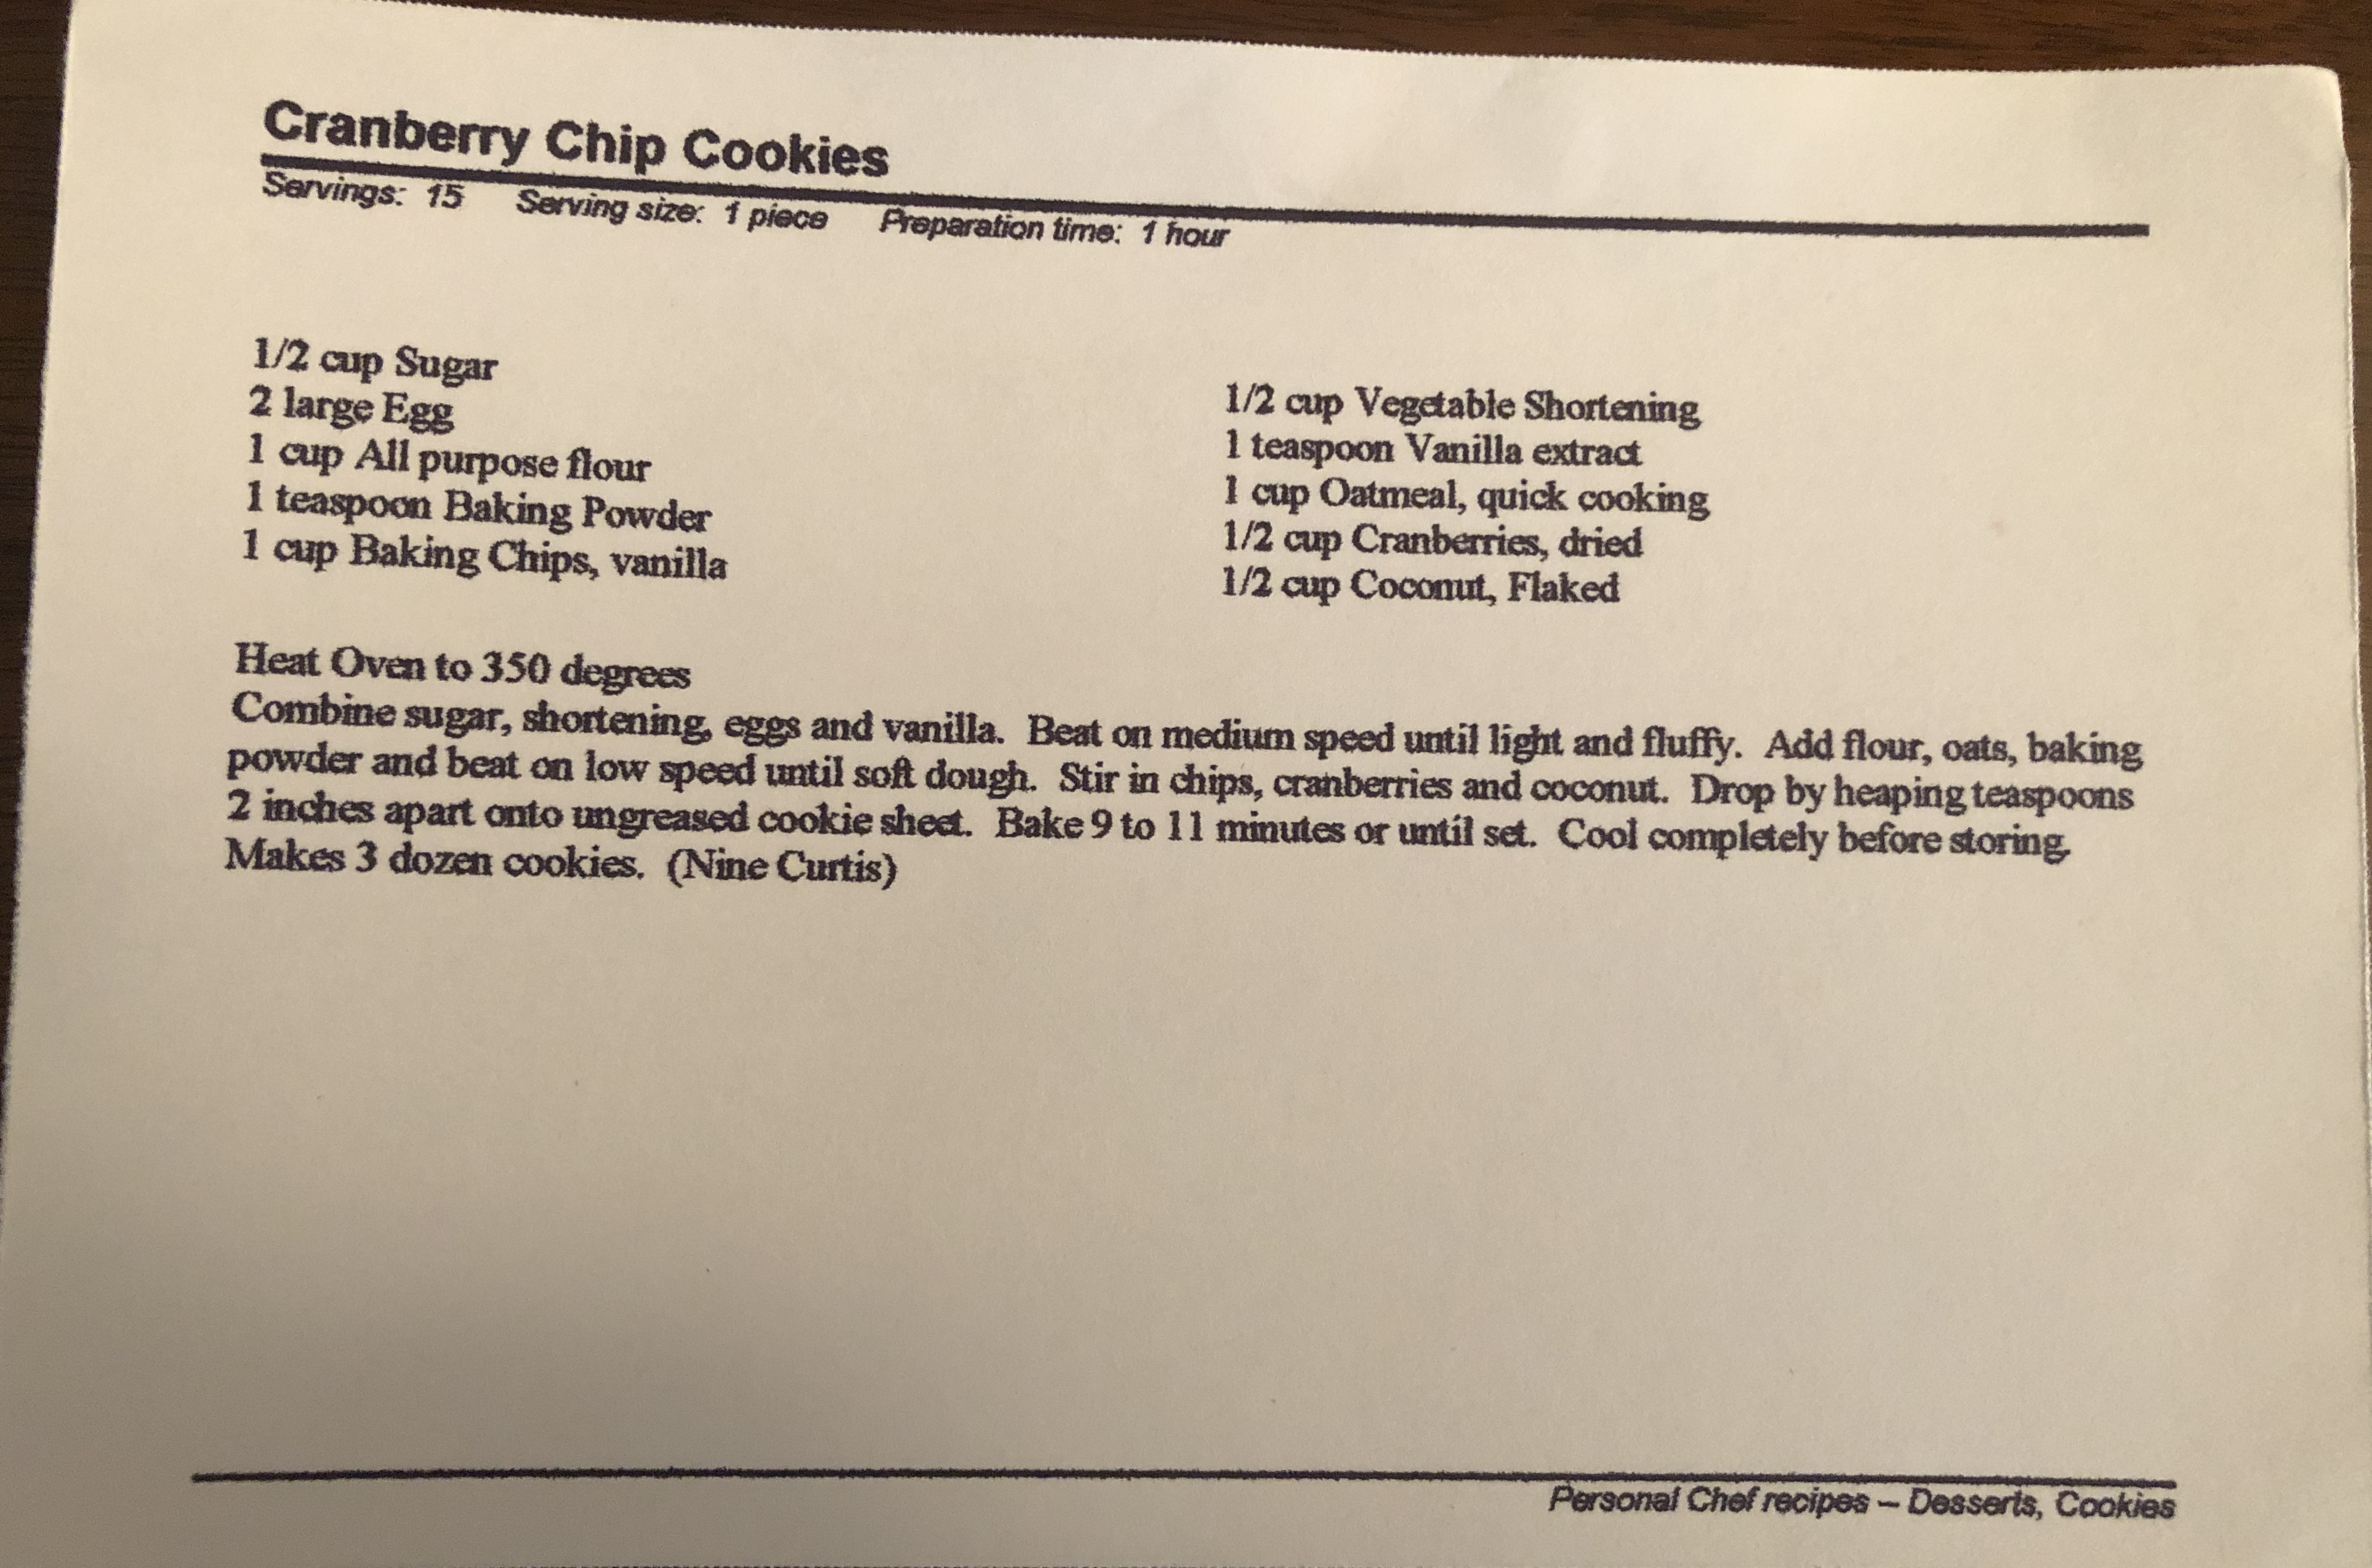 Cranberry Chip Cookies
Servings: 15 Serving size: 1 piece Preparation time: 1 hour
1/2 cup Sugar
2 large Egg
1 cup All purpose flour
1 teaspoon Baking Powder
1 cup Baking Chips, vanilla
1/2 cup Vegetable Shortening
1 teaspoon Vanilla extract
1 cup Oatmeal, quick cooking
1/2 cup Cranberries, dried
1/2 cup Coconut, Flaked
Heat Oven to 350 degrees
Combine sugar, shortening, eggs and vanilla. Beat on medium speed until light and fluffy. Add flour, oats, baking
powder and beat on low speed until soft dough. Stir in chips, cranberries and coconut. Drop by heaping teaspoons
2 inches apart onto ungreased cookie sheet. Bake 9 to 11 minutes or until set. Cool completely before storing.
Makes 3 dozen cookies. (Nine Curtis)
Personal Chef recipes – Desserts, Cookies